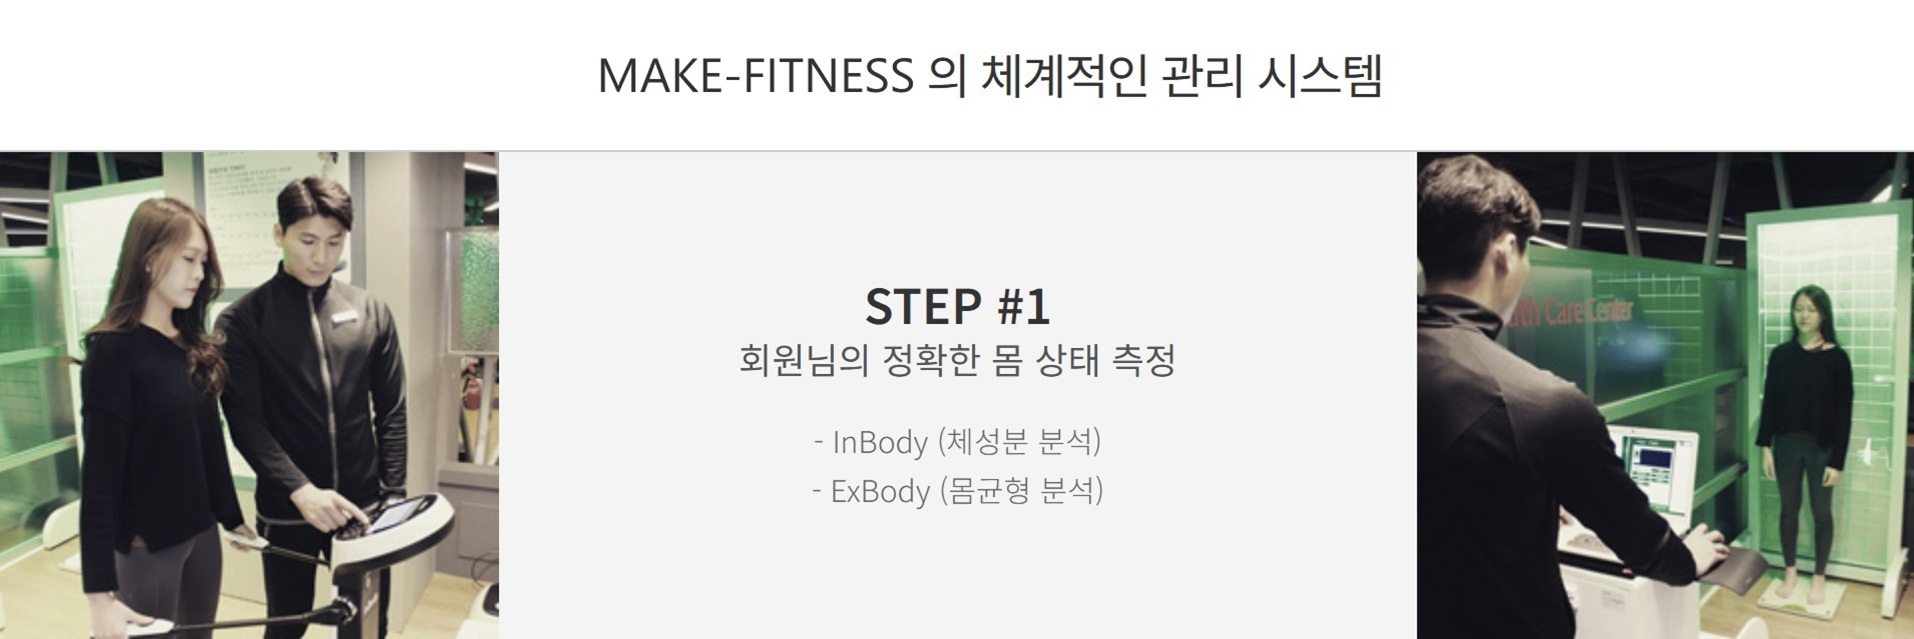 MAKE-FITNESS 의 체계적인 관리 시스템
STEP #1
회원님의 정확한 몸 상태 측정
- InBody (체성분 분석)
- ExBody (몸균형 분석)
Care Center